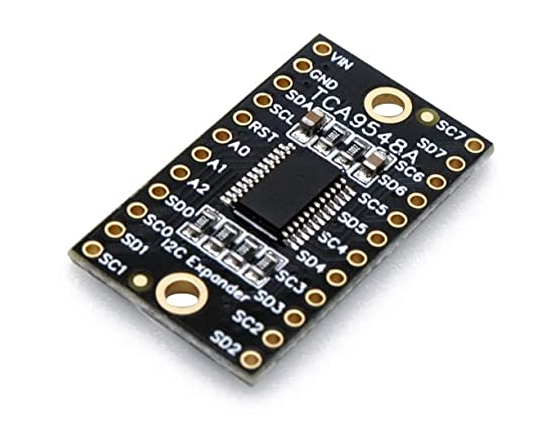 VIN
GND
SDA
SCL
RST
A0
A1
A2
SD0
SC0
SD1
SC1
TCA9548A
I2C Expander
SC7
SD7
SC6
SD6
SC5
SD5
SC4
SD4
SC3
SD3
SC2
SD2